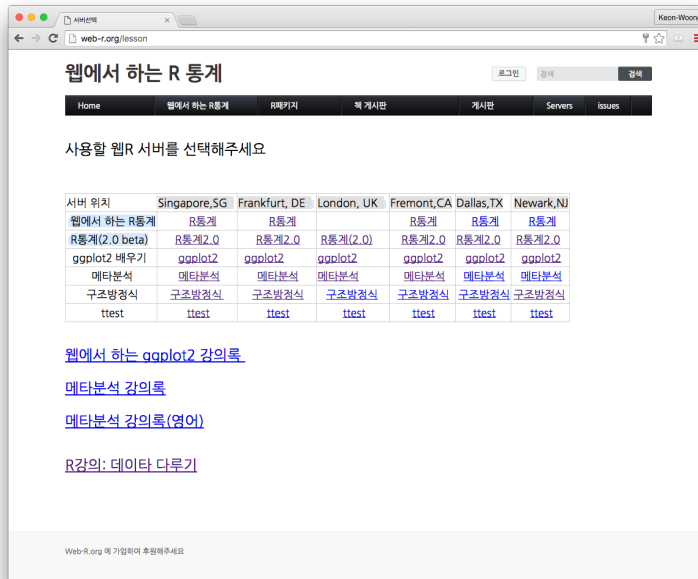 서버선택
Keon-Woong
web-r.org/lesson
웹에서 하는 R 통계
로그인 검색 검색
Home 웹에서 하는 R통계 R패키지 책 게시판 게시판 Servers issues
사용할 웹R 서버를 선택해주세요
서버 위치 Singapore,SG Frankfurt, DE London, UK Fremont,CA Dallas,TX Newark,NJ
웹에서 하는 R통계 R통계 R통계 R통계 R통계 R통계
R통계(2.0 beta) R통계2.0 R통계2.0 R통계(2.0) R통계2.0 R통계2.0 R통계2.0
ggplot2 배우기 ggplot2 ggplot2 ggplot2 ggplot2 ggplot2 ggplot2
메타분석 메타분석 메타분석 메타분석 메타분석 메타분석 메타분석
구조방정식 구조방정식 구조방정식 구조방정식 구조방정식 구조방정식 구조방정식
ttest ttest ttest ttest ttest ttest ttest
웹에서 하는 ggplot2 강의록
메타분석 강의록
메타분석 강의록(영어)
R강의: 데이타 다루기
Web-R.org 에 가입하여 후원해주세요